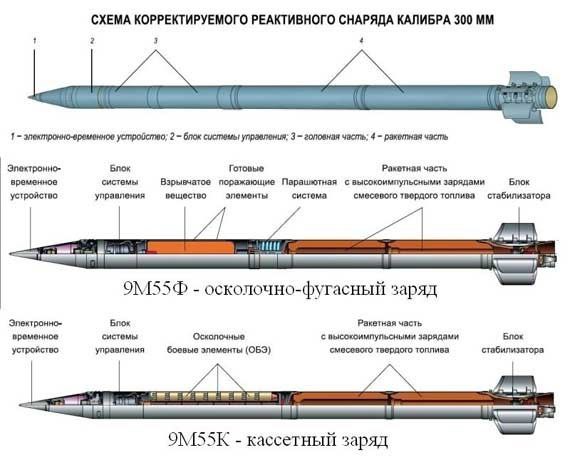 СХЕМА КОРРЕКТИРУЕМОГО РЕАКТИВНОГО СНАРЯДА КАЛИБРА 300 ММ
1 2 3 4
1 – электронно-временное устройство; 2 – блок системы управления; 3 – головная часть; 4 – ракетная часть
Электронно-
временное
устройство
Блок
системы
управления
Взрывчатое
вещество
Готовые
поражающие
элементы
Парашютная
система
Ракетная часть
с высокоимпульсными зарядами
смесевого твердого топлива
Блок
стабилизатора
9М55Ф - осколочно-фугасный заряд
Электронно-
временное
устройство
Блок
системы
управления
Осколочные
боевые элементы (ОБЭ)
Ракетная часть
с высокоимпульсными зарядами
смесевого твердого топлива
Блок
стабилизатора
9М55К - кассетный заряд